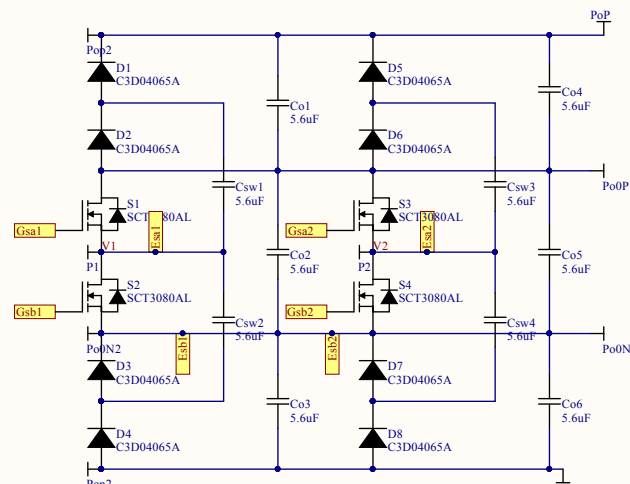 PoP
Pop2
D1
C3D04065A
D5
C3D04065A
Co4
5.6uF
Co1
5.6uF
D2
C3D04065A
D6
C3D04065A
Csw1
5.6uF
Csw3
5.6uF
Po0P
S1
SCT3080AL
S3
SCT3080AL
Gsa1
Esa1
Gsa2
Esa2
V1
V2
P1
P2
Co2
5.6uF
Co5
5.6uF
S2
SCT3080AL
S4
SCT3080AL
Gsb1
Gsb2
Csw2
5.6uF
Csw4
5.6uF
Po0N2
Esb1
Esb2
Po0N
D3
C3D04065A
D7
C3D04065A
Co3
5.6uF
Co6
5.6uF
D4
C3D04065A
D8
C3D04065A
Pon2